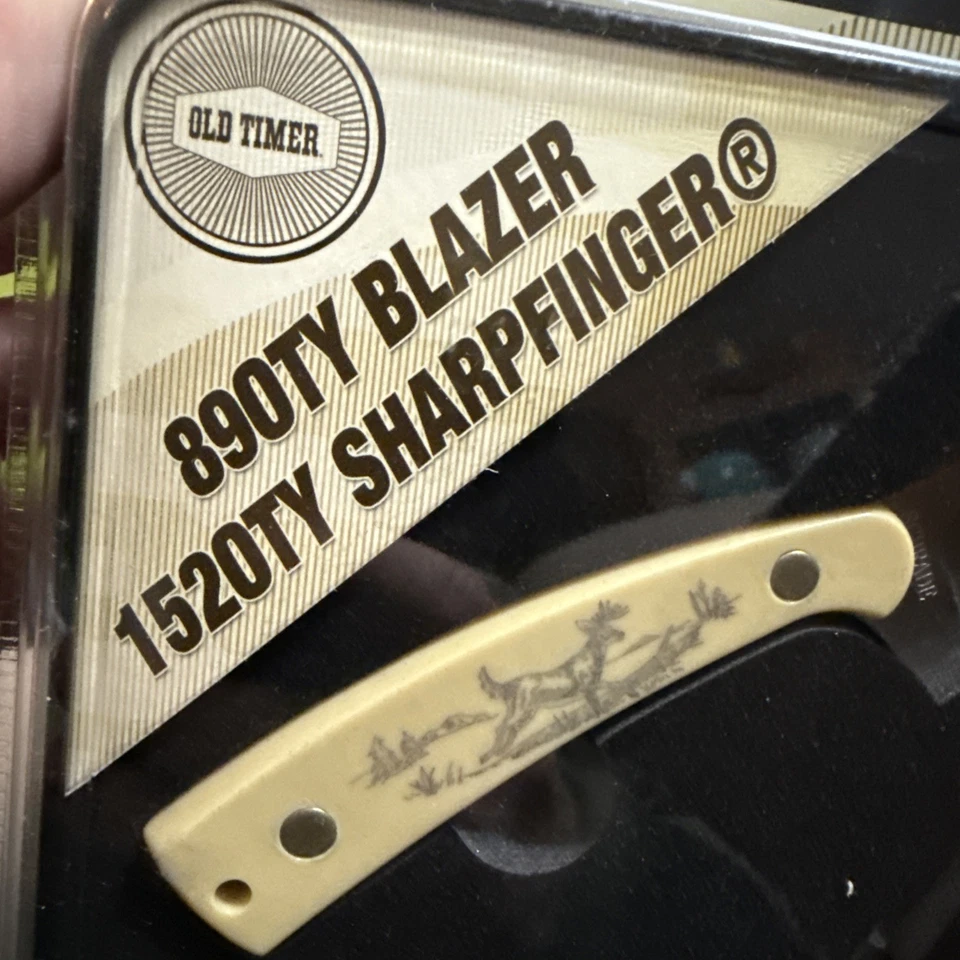 OLD TIMER
890TY BLAZER
1520TY SHARPFINGER®